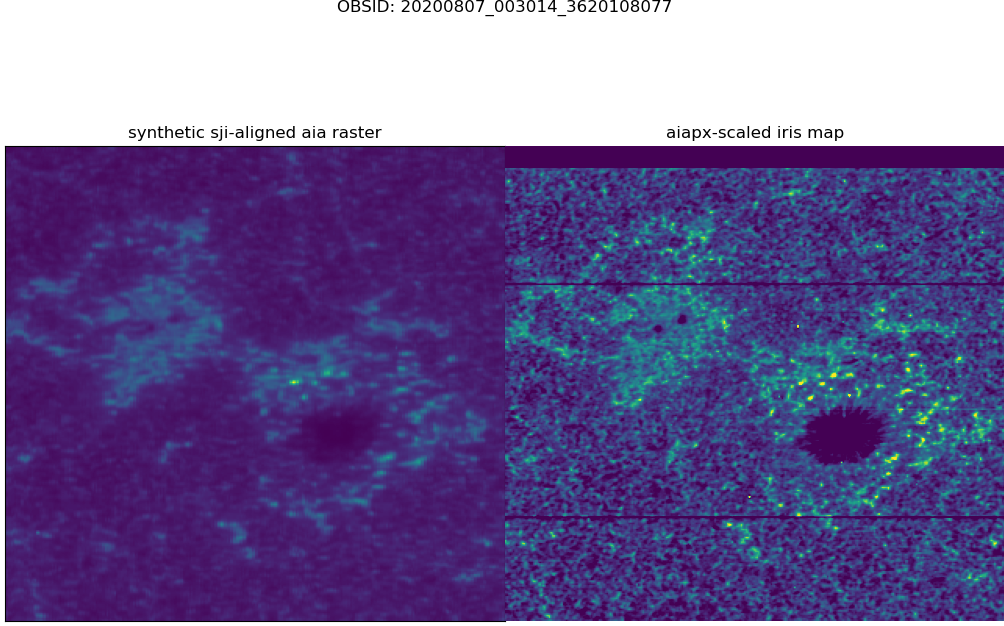 OBSID: 20200807_003014_3620108077
synthetic sji-aligned aia raster
aiapx-scaled iris map